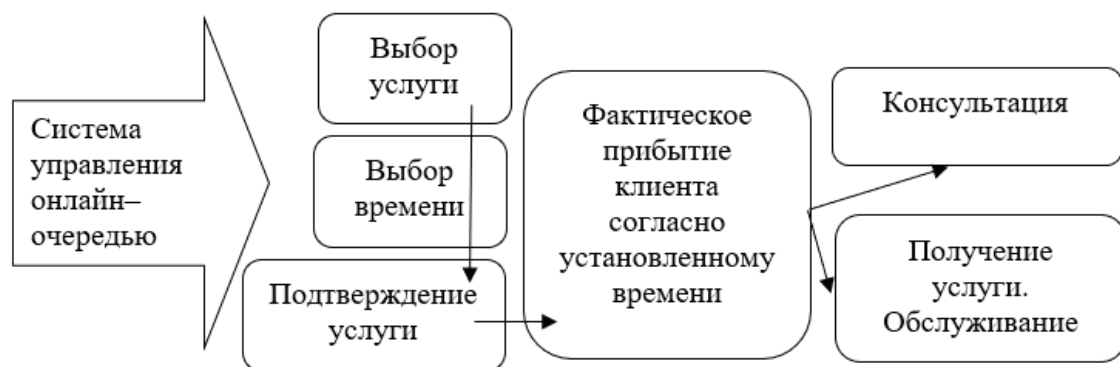 Система
управления
онлайн–
очередью
Выбор
услуги
Выбор
времени
Подтверждение
услуги
Фактическое
прибытие
клиента
согласно
установленному
времени
Консультация
Получение
услуги.
Обслуживание